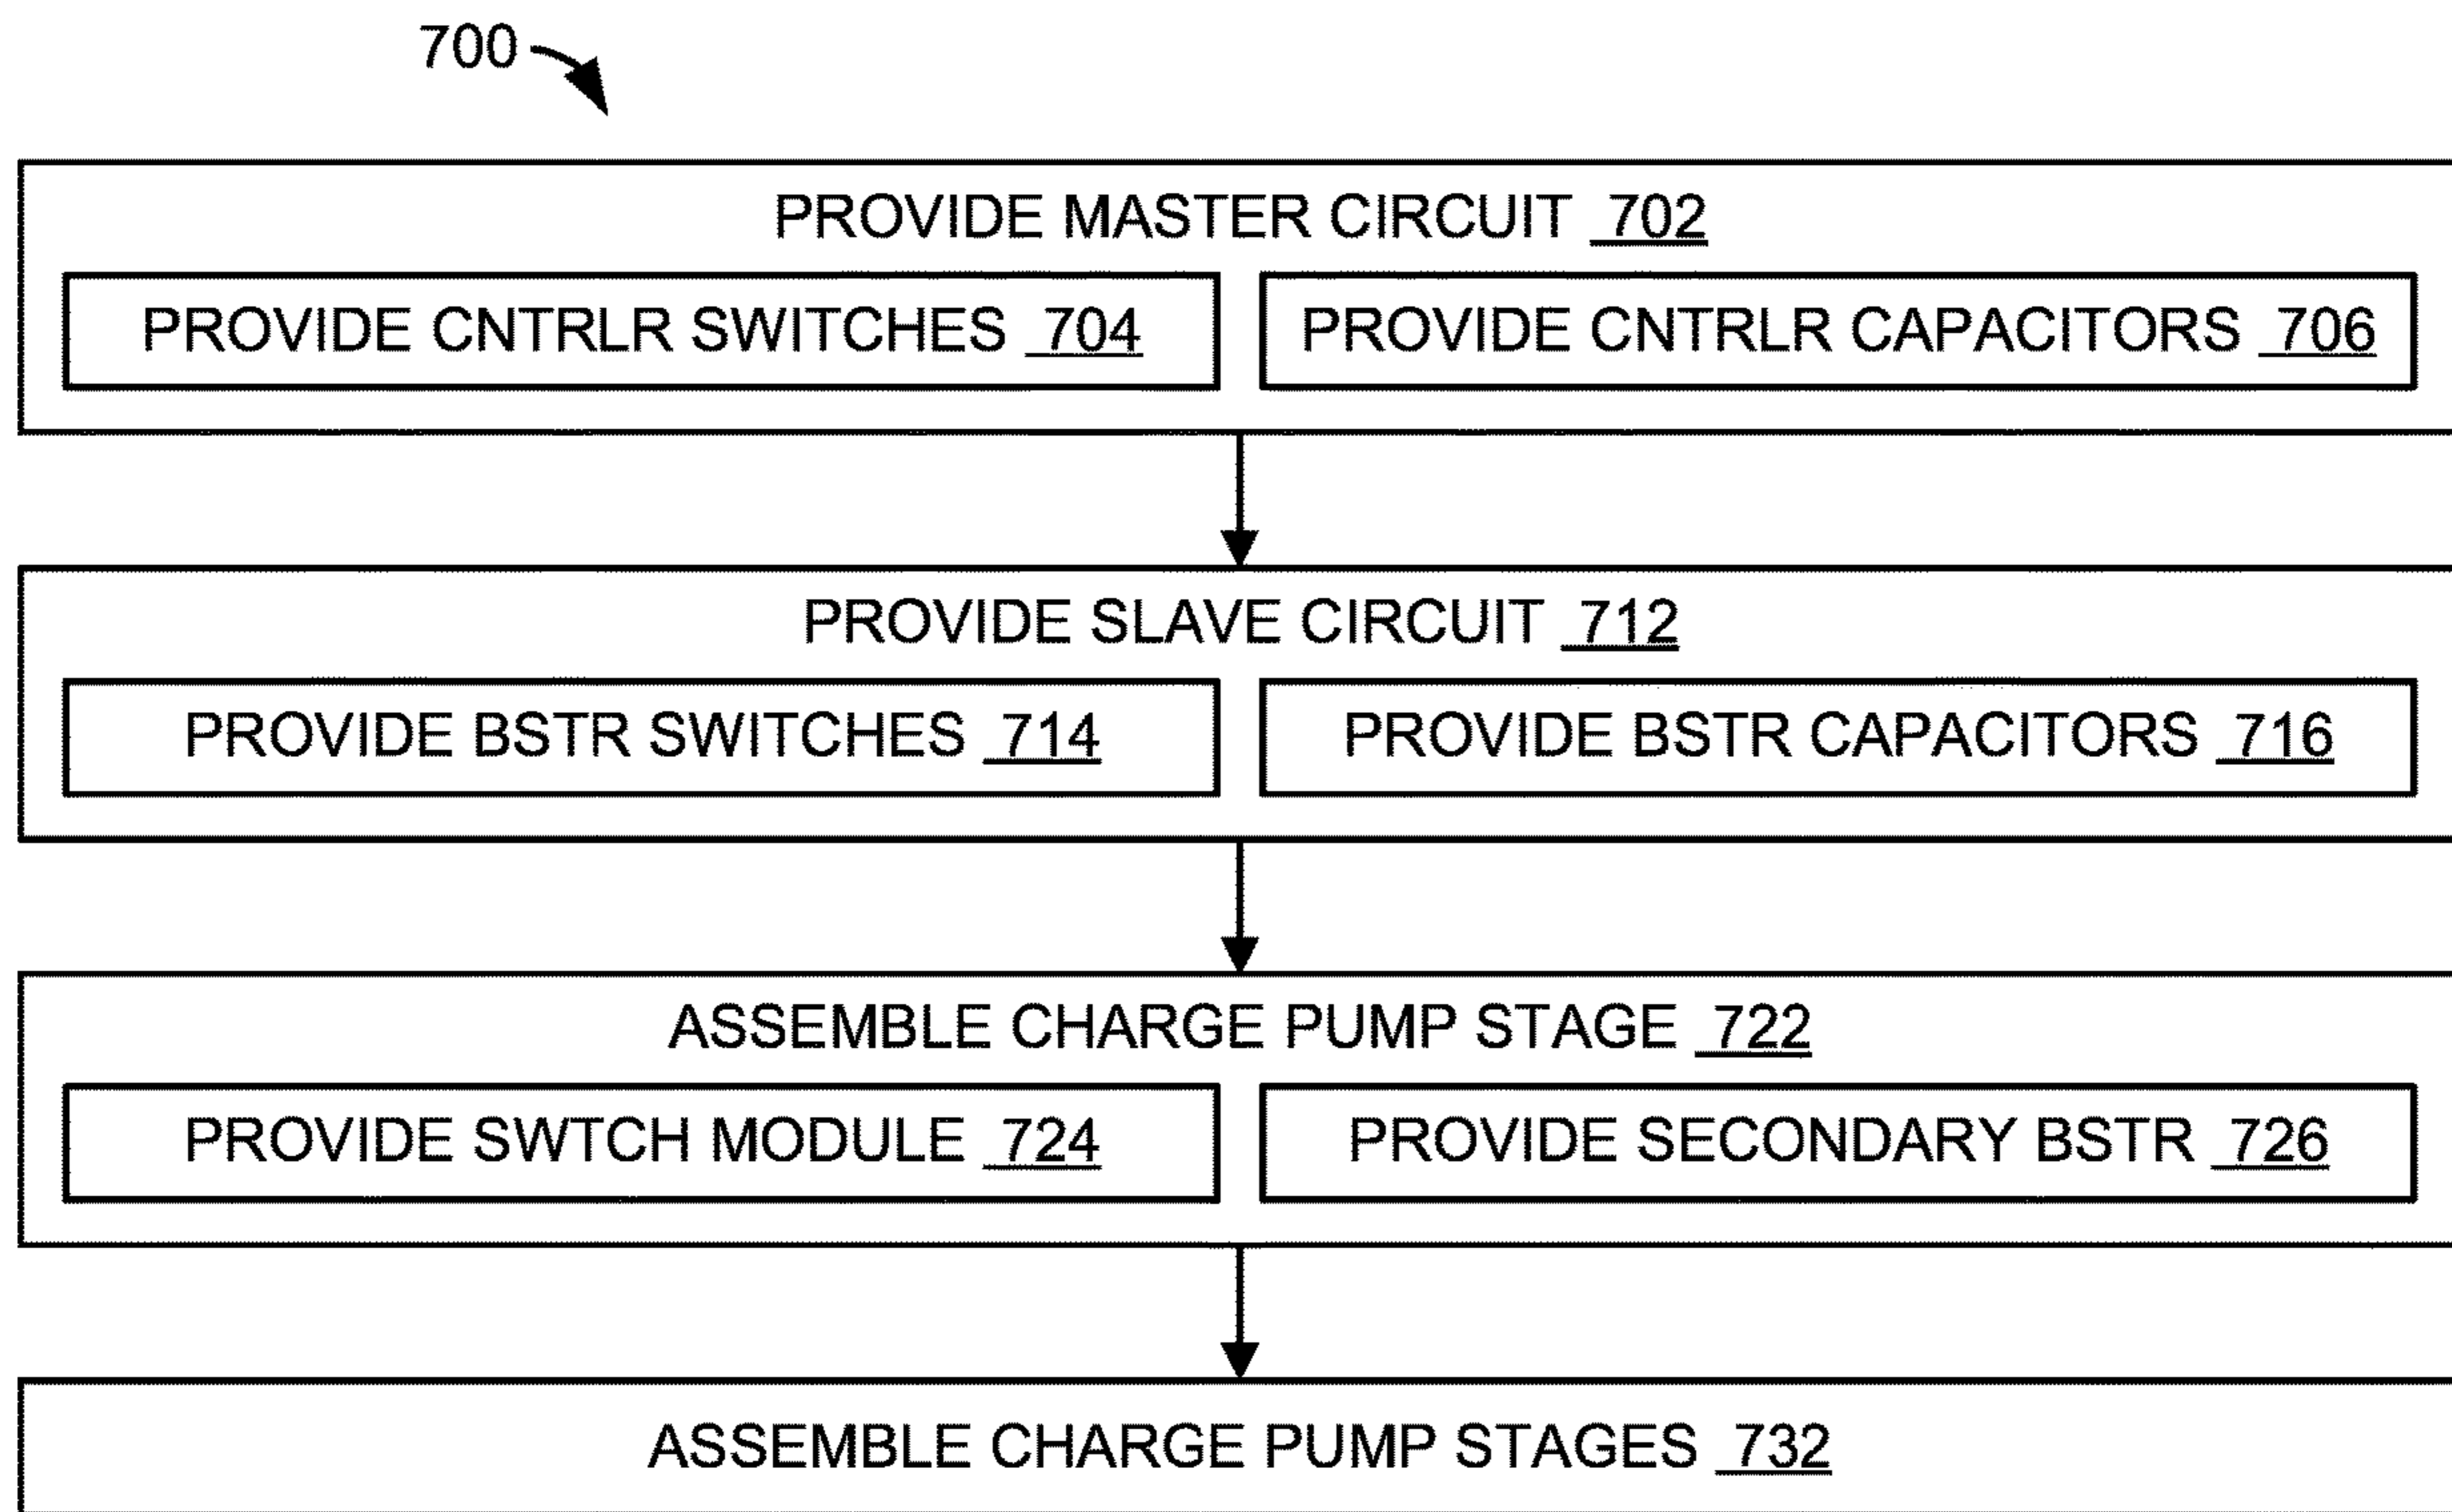 700
PROVIDE MASTER CIRCUIT 702
PROVIDE CNTRLR SWITCHES 704
PROVIDE CNTRLR CAPACITORS 706
PROVIDE SLAVE CIRCUIT 712
PROVIDE BSTR SWITCHES 714
PROVIDE BSTR CAPACITORS 716
ASSEMBLE CHARGE PUMP STAGE 722
PROVIDE SWTCH MODULE 724
PROVIDE SECONDARY BSTR 726
ASSEMBLE CHARGE PUMP STAGES 732